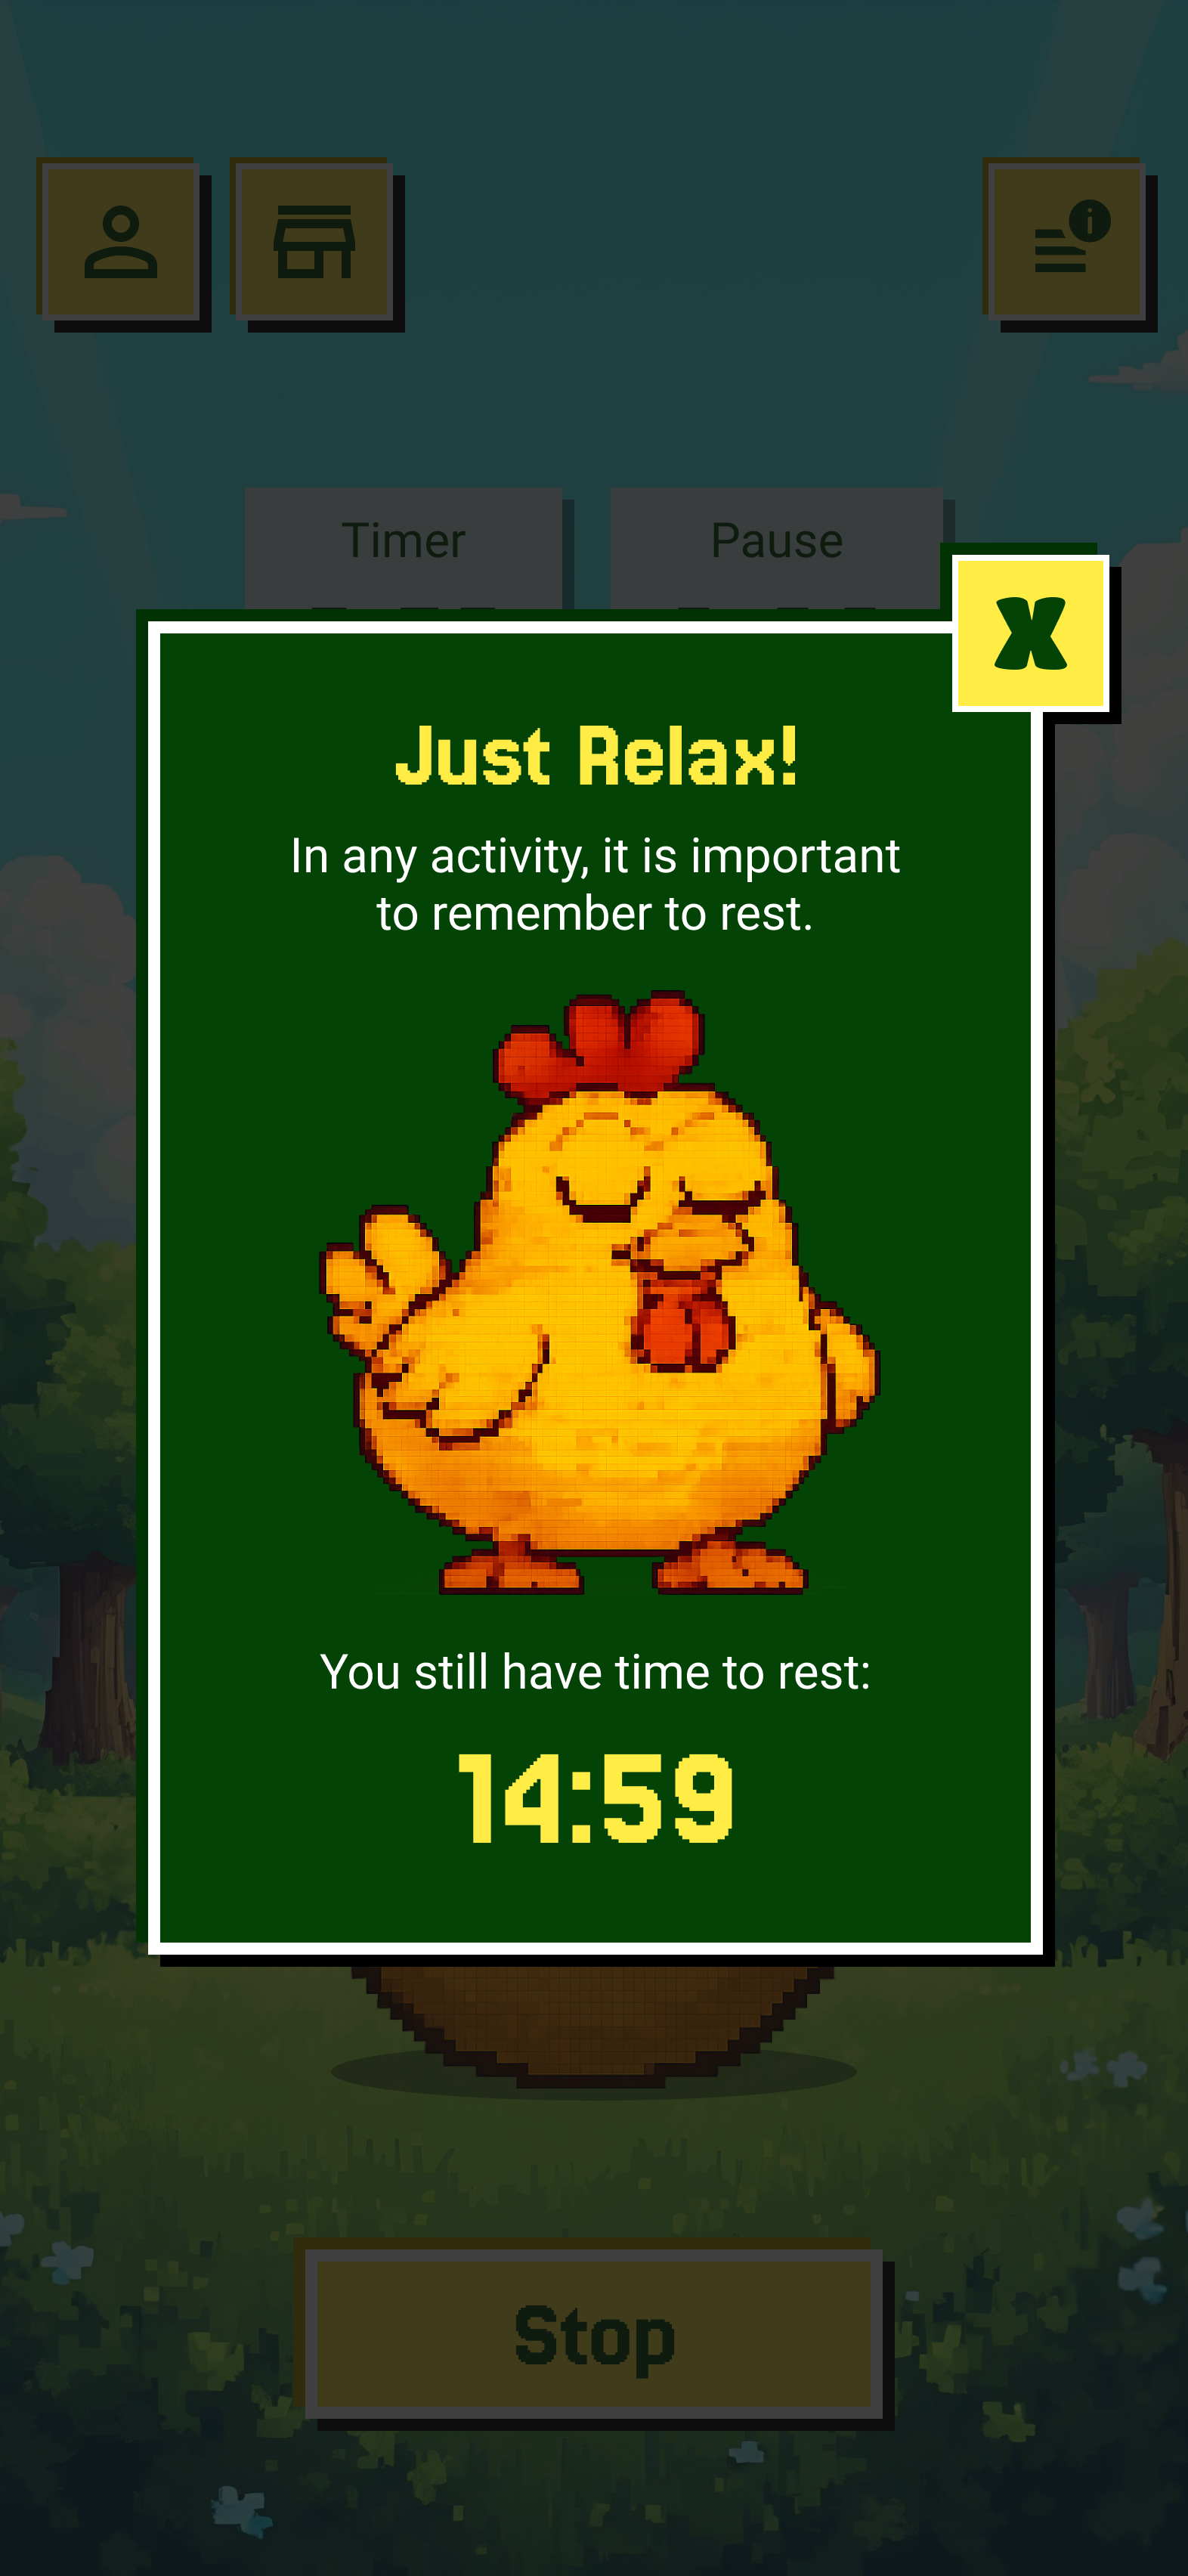 Timer
Pause
X
Just Relax!
In any activity, it is important
to remember to rest.
You still have time to rest:
14:59
Stop